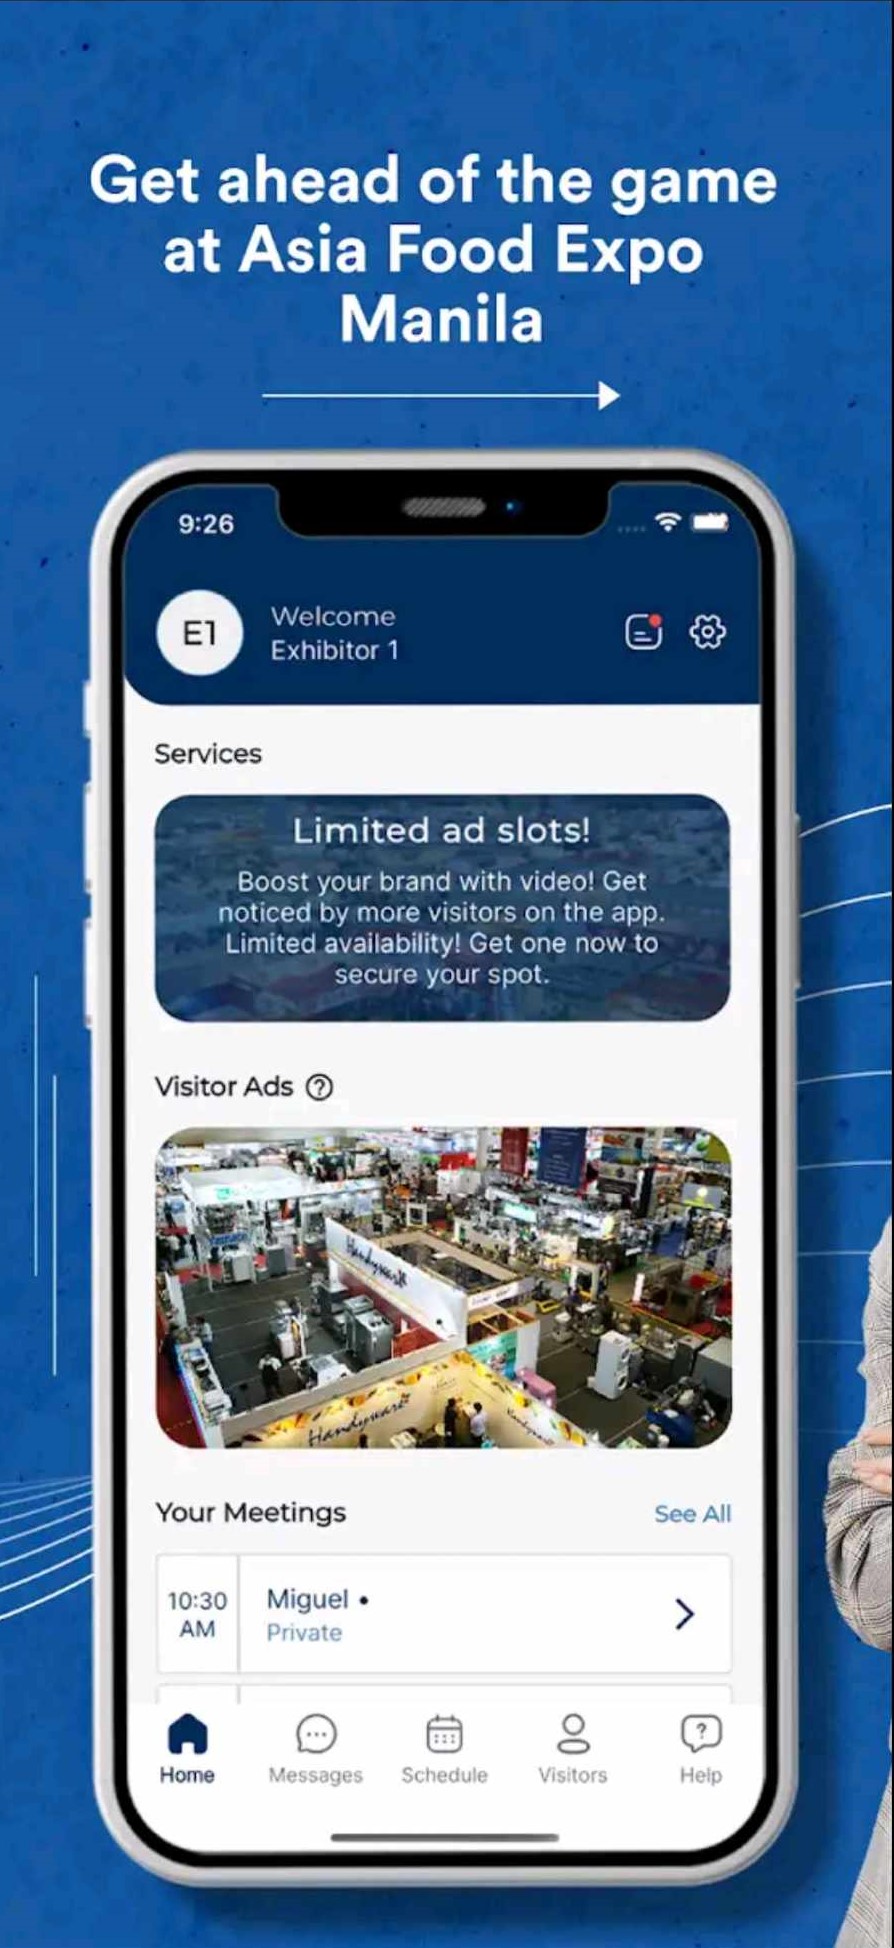 Get ahead of the game
at Asia Food Expo
Manila
9:26
E1
Welcome
Exhibitor 1
Services
Limited ad slots!
Boost your brand with video! Get
noticed by more visitors on the app.
Limited availability! Get one now to
secure your spot.
Visitor Ads ?
Handyware
Handyware
Your Meetings
See All
10:30
AM
Miguel •
Private
Home
Messages
Schedule
Visitors
Help